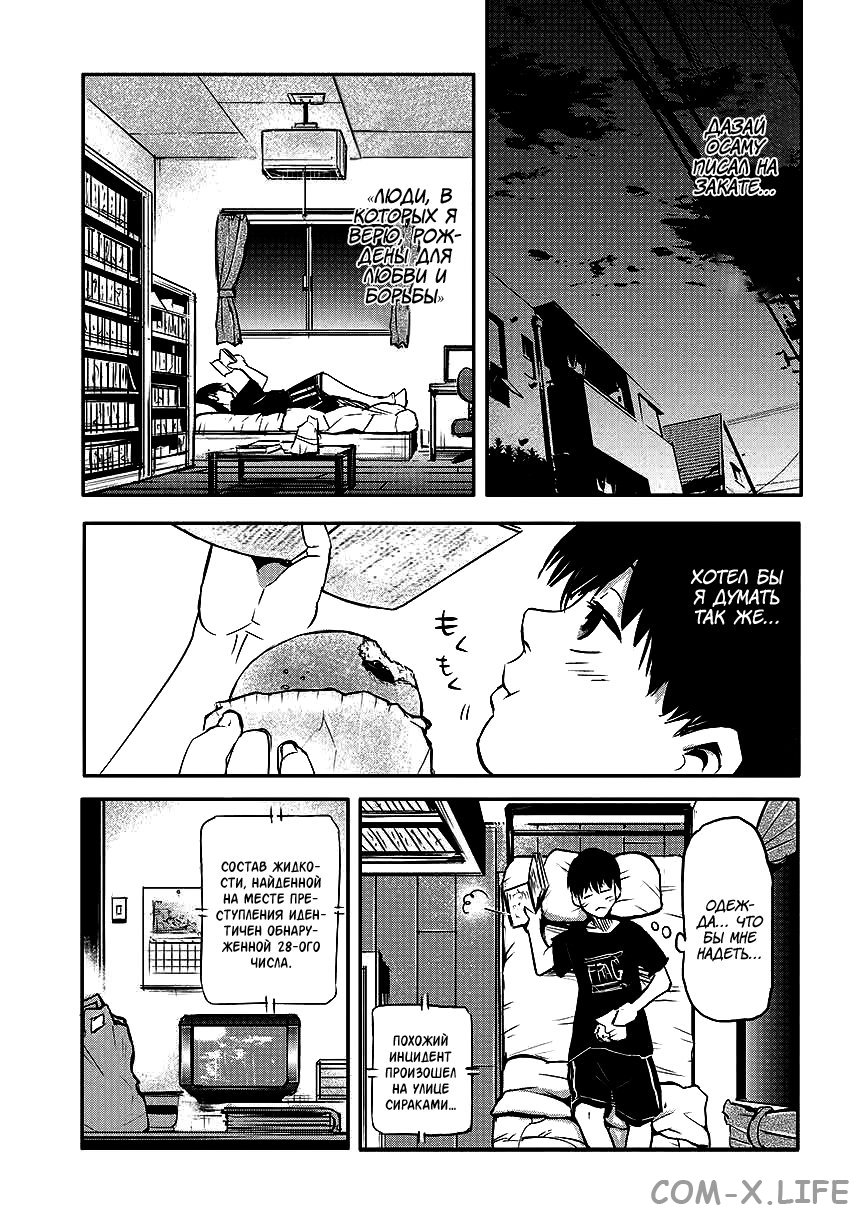 ДАЗАЙ
ОСАМУ
ПИСАЛ НА
ЗАКАТЕ...
«ЛЮДИ, В
КОТОРЫХ Я
ВЕРЮ, РОЖ-
ДЕНЫ ДЛЯ
ЛЮБВИ И
БОРЬБЫ»
ХОТЕЛ БЫ
Я ДУМАТЬ
ТАК ЖЕ...
もく
もく
ОДЕЖ-
ДА... ЧТО
БЫ МНЕ
НАДЕТЬ...
FRAG
ПОХОЖИЙ
ИНЦИДЕНТ
ПРОИЗОШЕЛ
НА УЛИЦЕ
СИРАКАМИ...
СОСТАВ ЖИДКО-
СТИ, НАЙДЕННОЙ
НА МЕСТЕ ПРЕ-
СТУПЛЕНИЯ ИДЕН-
ТИЧЕН ОБНАРУ-
ЖЕННОЙ 28-ОГО
ЧИСЛА.
COM-X.LIFE